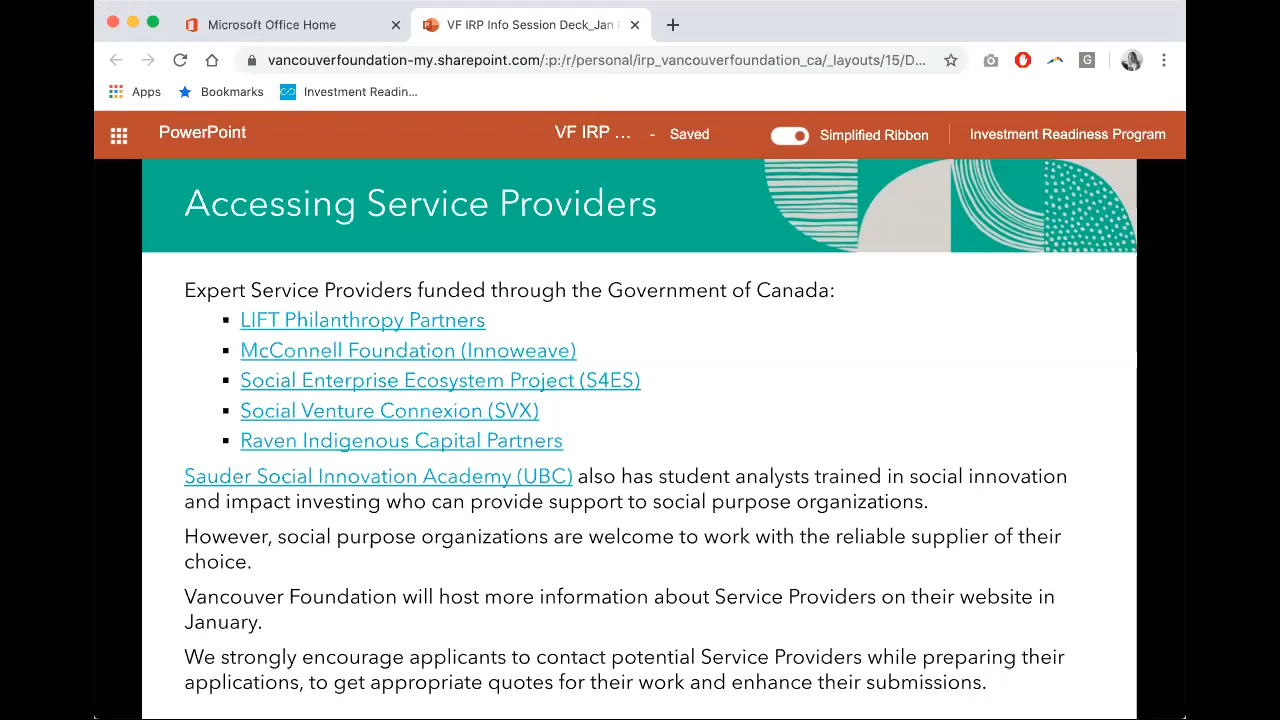 Microsoft Office Home
VF IRP Info Session Deck_Jan
vancouverfoundation-my.sharepoint.com/:p:/r/personal/irp_vancouverfoundation_ca/_layouts/15/D...
G
Apps
Bookmarks
Investment Readin...
PowerPoint
VF IRP ... - Saved
Simplified Ribbon
Investment Readiness Program
Accessing Service Providers
Expert Service Providers funded through the Government of Canada:
▪ LIFT Philanthropy Partners
▪ McConnell Foundation (Innoweave)
▪ Social Enterprise Ecosystem Project (S4ES)
▪ Social Venture Connexion (SVX)
▪ Raven Indigenous Capital Partners
Sauder Social Innovation Academy (UBC) also has student analysts trained in social innovation
and impact investing who can provide support to social purpose organizations.
However, social purpose organizations are welcome to work with the reliable supplier of their
choice.
Vancouver Foundation will host more information about Service Providers on their website in
January.
We strongly encourage applicants to contact potential Service Providers while preparing their
applications, to get appropriate quotes for their work and enhance their submissions.